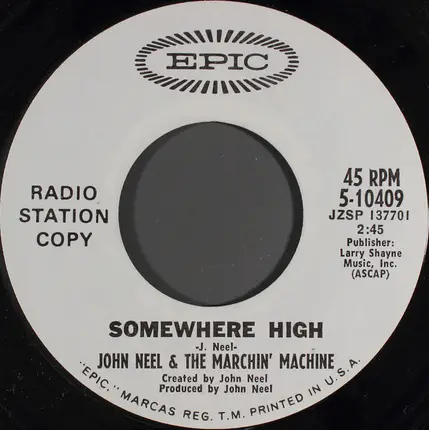 EPIC
RADIO
STATION
COPY
45 RPM
5-10409
JZSP 137701
2:45
Publisher:
Larry Shayne
Music, Inc.
(ASCAP)
SOMEWHERE HIGH
-J. Neel-
JOHN NEEL & THE MARCHIN' MACHINE
Created by John Neel
Produced by John Neel
"EPIC," MARCAS REG. T.M. PRINTED IN U.S.A.